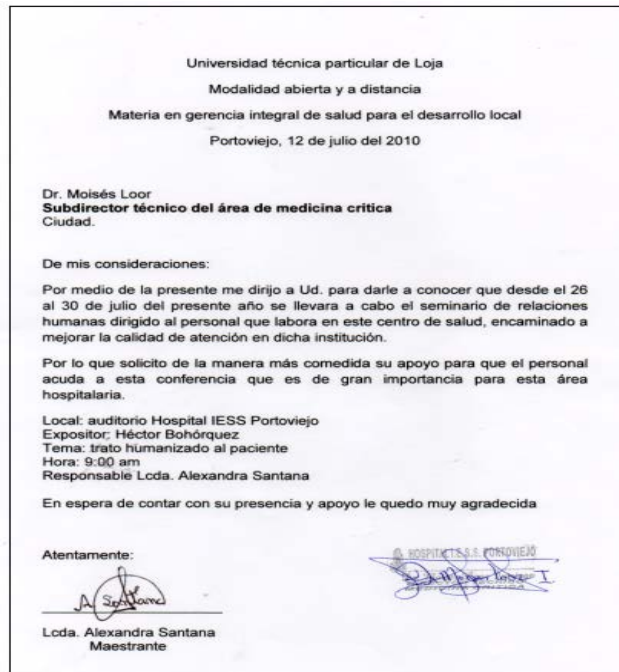 Universidad técnica particular de Loja
Modalidad abierta y a distancia
Materia en gerencia integral de salud para el desarrollo local
Portoviejo, 12 de julio del 2010
Dr. Moisés Loor
Subdirector técnico del área de medicina critica
Ciudad.
De mis consideraciones:
Por medio de la presente me dirijo a Ud. para darle a conocer que desde el 26
al 30 de julio del presente año se llevara a cabo el seminario de relaciones
humanas dirigido al personal que labora en este centro de salud, encaminado a
mejorar la calidad de atención en dicha institución.
Por lo que solicito de la manera más comedida su apoyo para que el personal
acuda a esta conferencia que es de gran importancia para esta área
hospitalaria.
Local: auditorio Hospital IESS Portoviejo
Expositor: Héctor Bohórquez
Tema: trato humanizado al paciente
Hora: 9:00 am
Responsable Lcda. Alexandra Santana
En espera de contar con su presencia y apoyo le quedo muy agradecida
Atentamente:
HOSPITAL I.E.S.S. PORTOVIEJO
A Santana
Lcda. Alexandra Santana
Maestrante